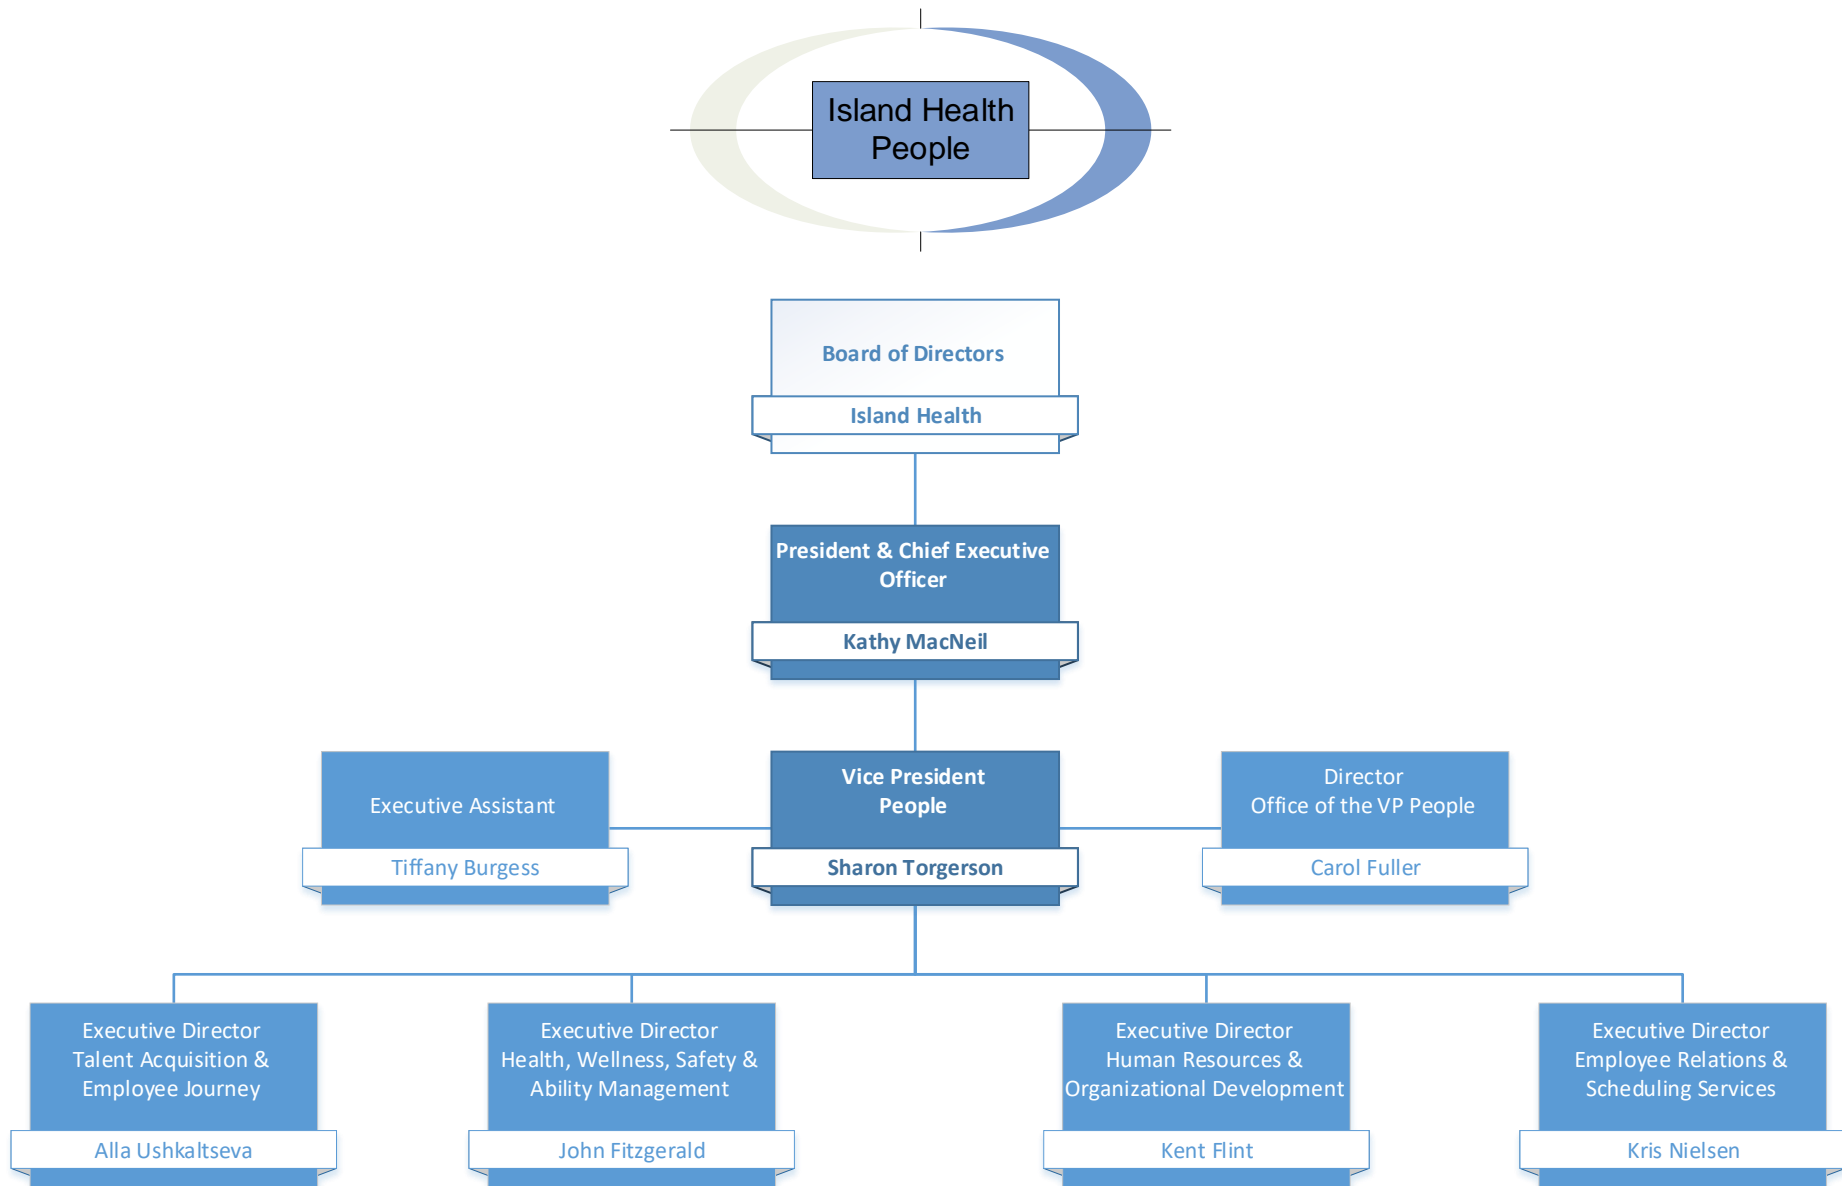 Island Health
People
Board of Directors
Island Health
President & Chief Executive
Officer
Kathy MacNeil
Executive Assistant
Tiffany Burgess
Vice President
People
Sharon Torgerson
Director
Office of the VP People
Carol Fuller
Executive Director
Talent Acquisition &
Employee Journey
Alla Ushkaltseva
Executive Director
Health, Wellness, Safety &
Ability Management
John Fitzgerald
Executive Director
Human Resources &
Organizational Development
Kent Flint
Executive Director
Employee Relations &
Scheduling Services
Kris Nielsen